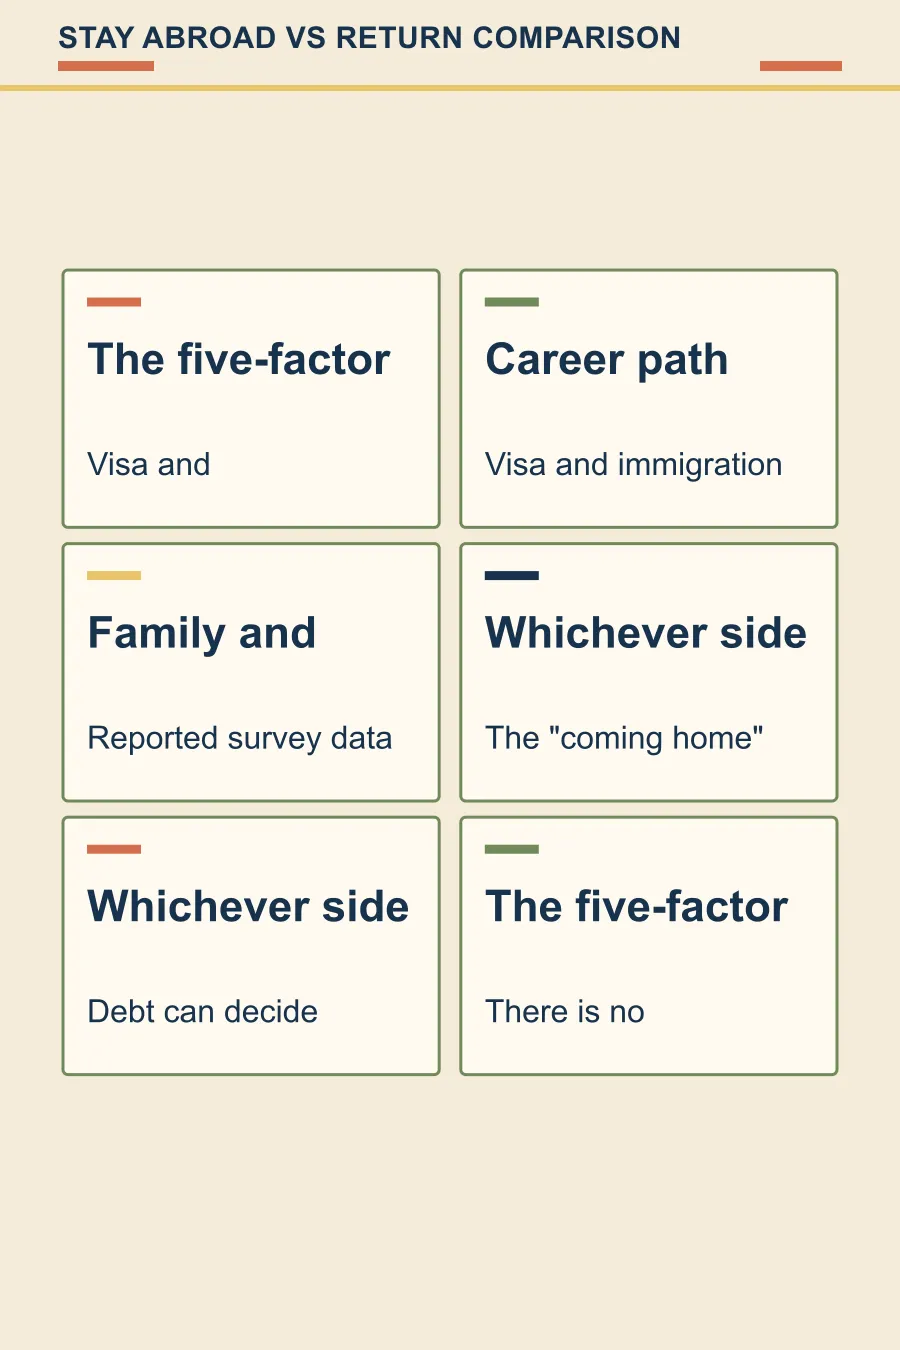 STAY ABROAD VS RETURN COMPARISON
The five-factor
Visa and
Career path
Visa and immigration
Family and
Reported survey data
Whichever side
The "coming home"
Whichever side
Debt can decide
The five-factor
There is no